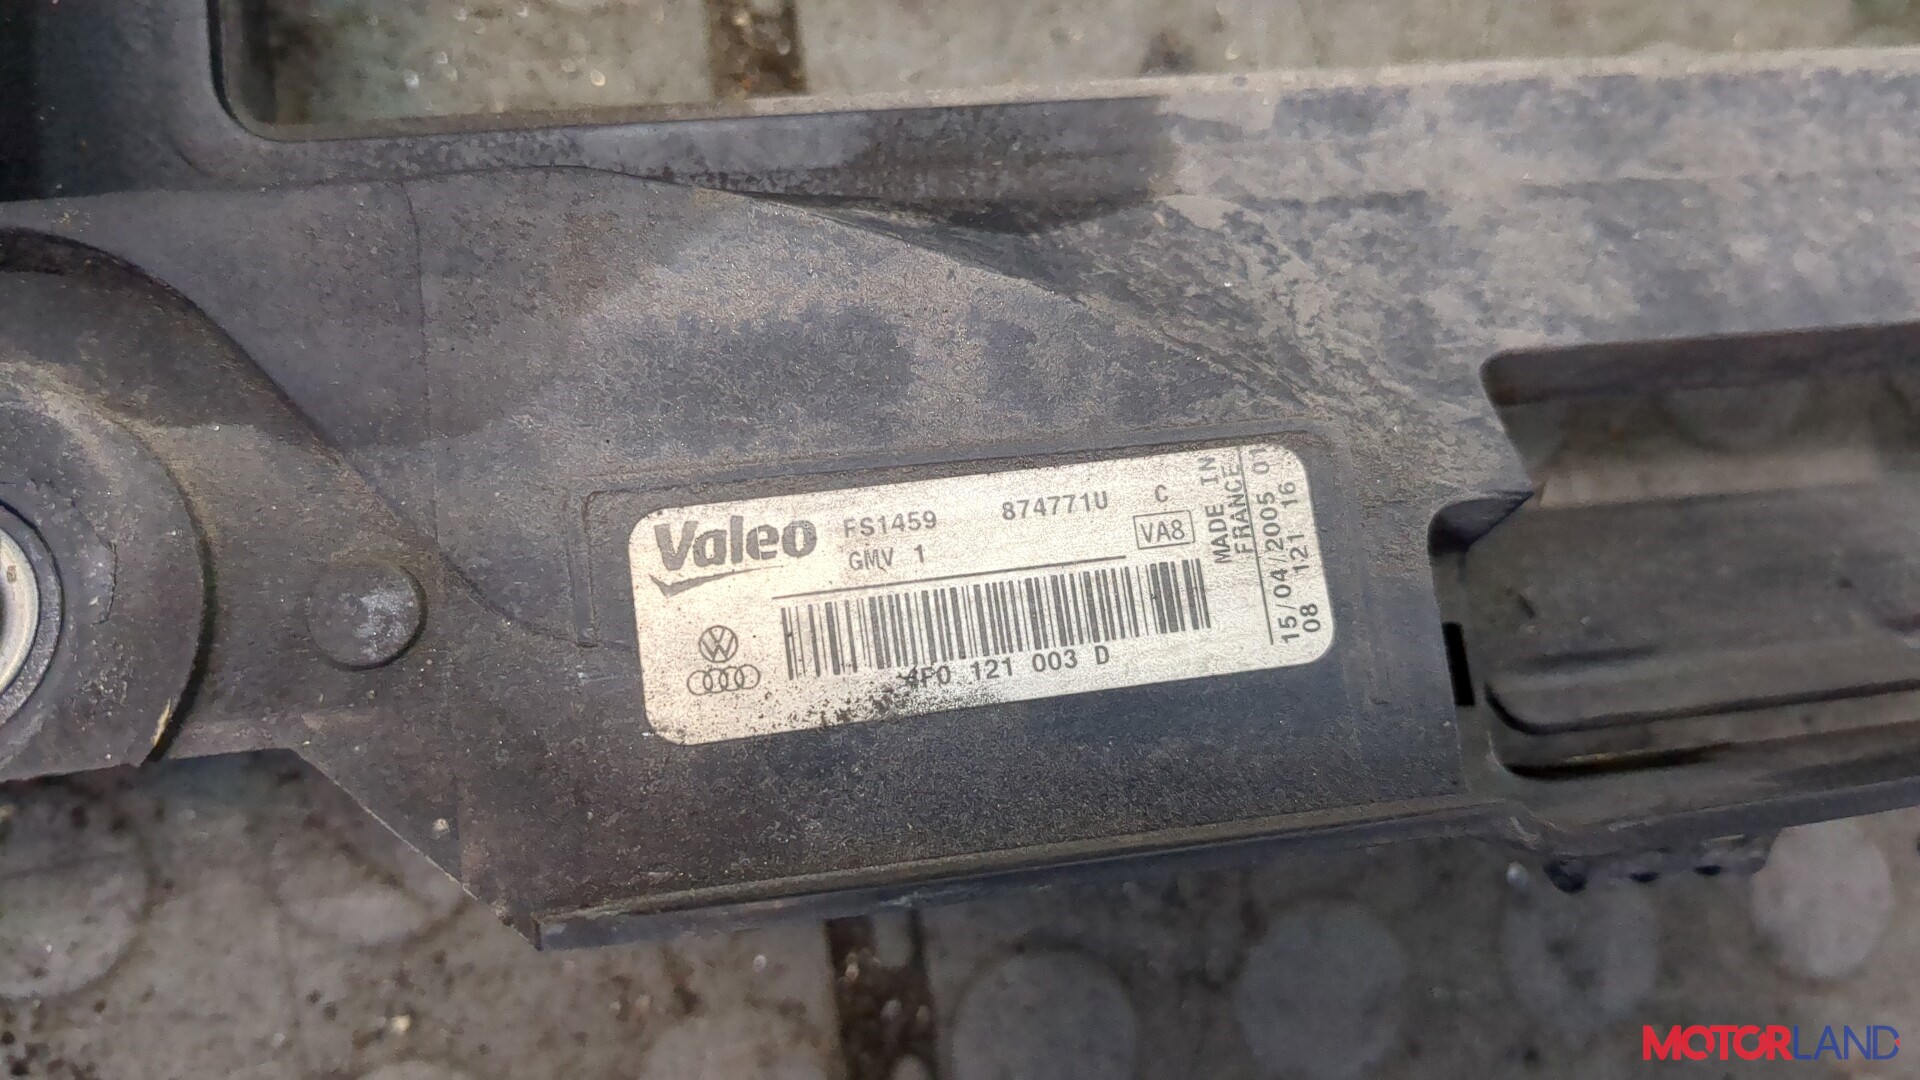 Valeo FS1459 874771U C
GMV 1 VA8
MADE IN
FRANCE
15/04/2005 01
08 121 16
4F0 121 003 D
MOTORLAND